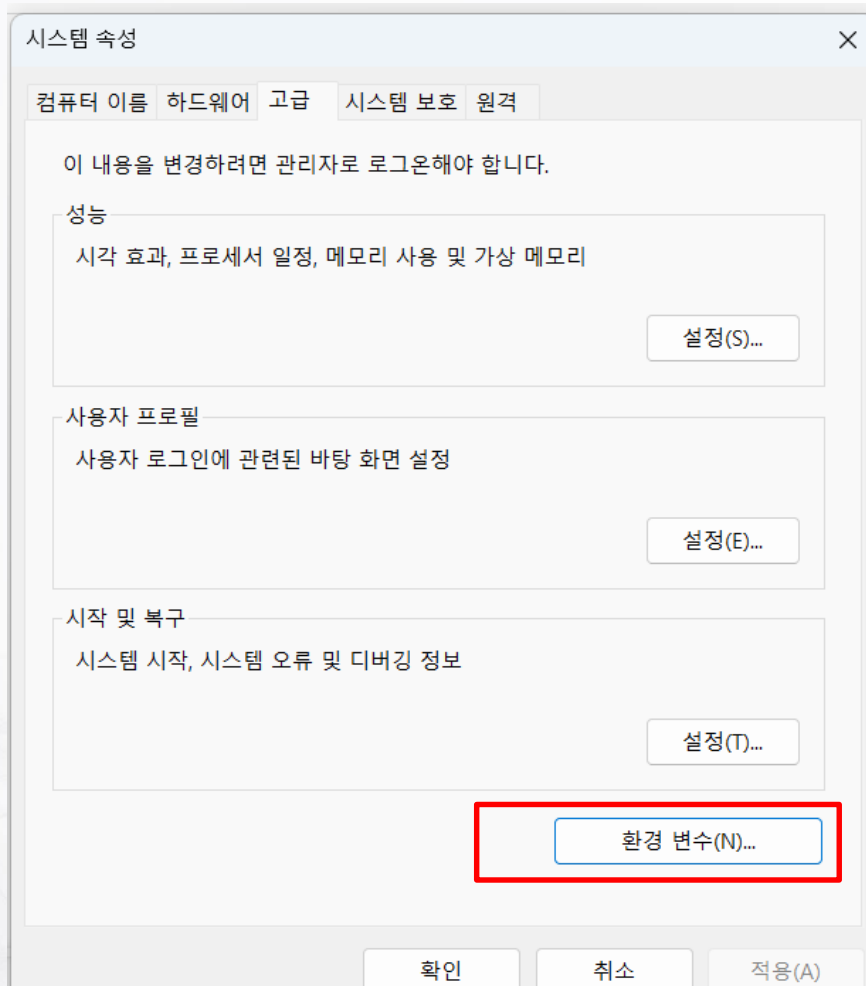 시스템 속성
컴퓨터 이름 하드웨어 고급 시스템 보호 원격
이 내용을 변경하려면 관리자로 로그온해야 합니다.
성능
시각 효과, 프로세서 일정, 메모리 사용 및 가상 메모리
설정(S)...
사용자 프로필
사용자 로그인에 관련된 바탕 화면 설정
설정(E)...
시작 및 복구
시스템 시작, 시스템 오류 및 디버깅 정보
설정(T)...
환경 변수(N)...
확인 취소 적용(A)